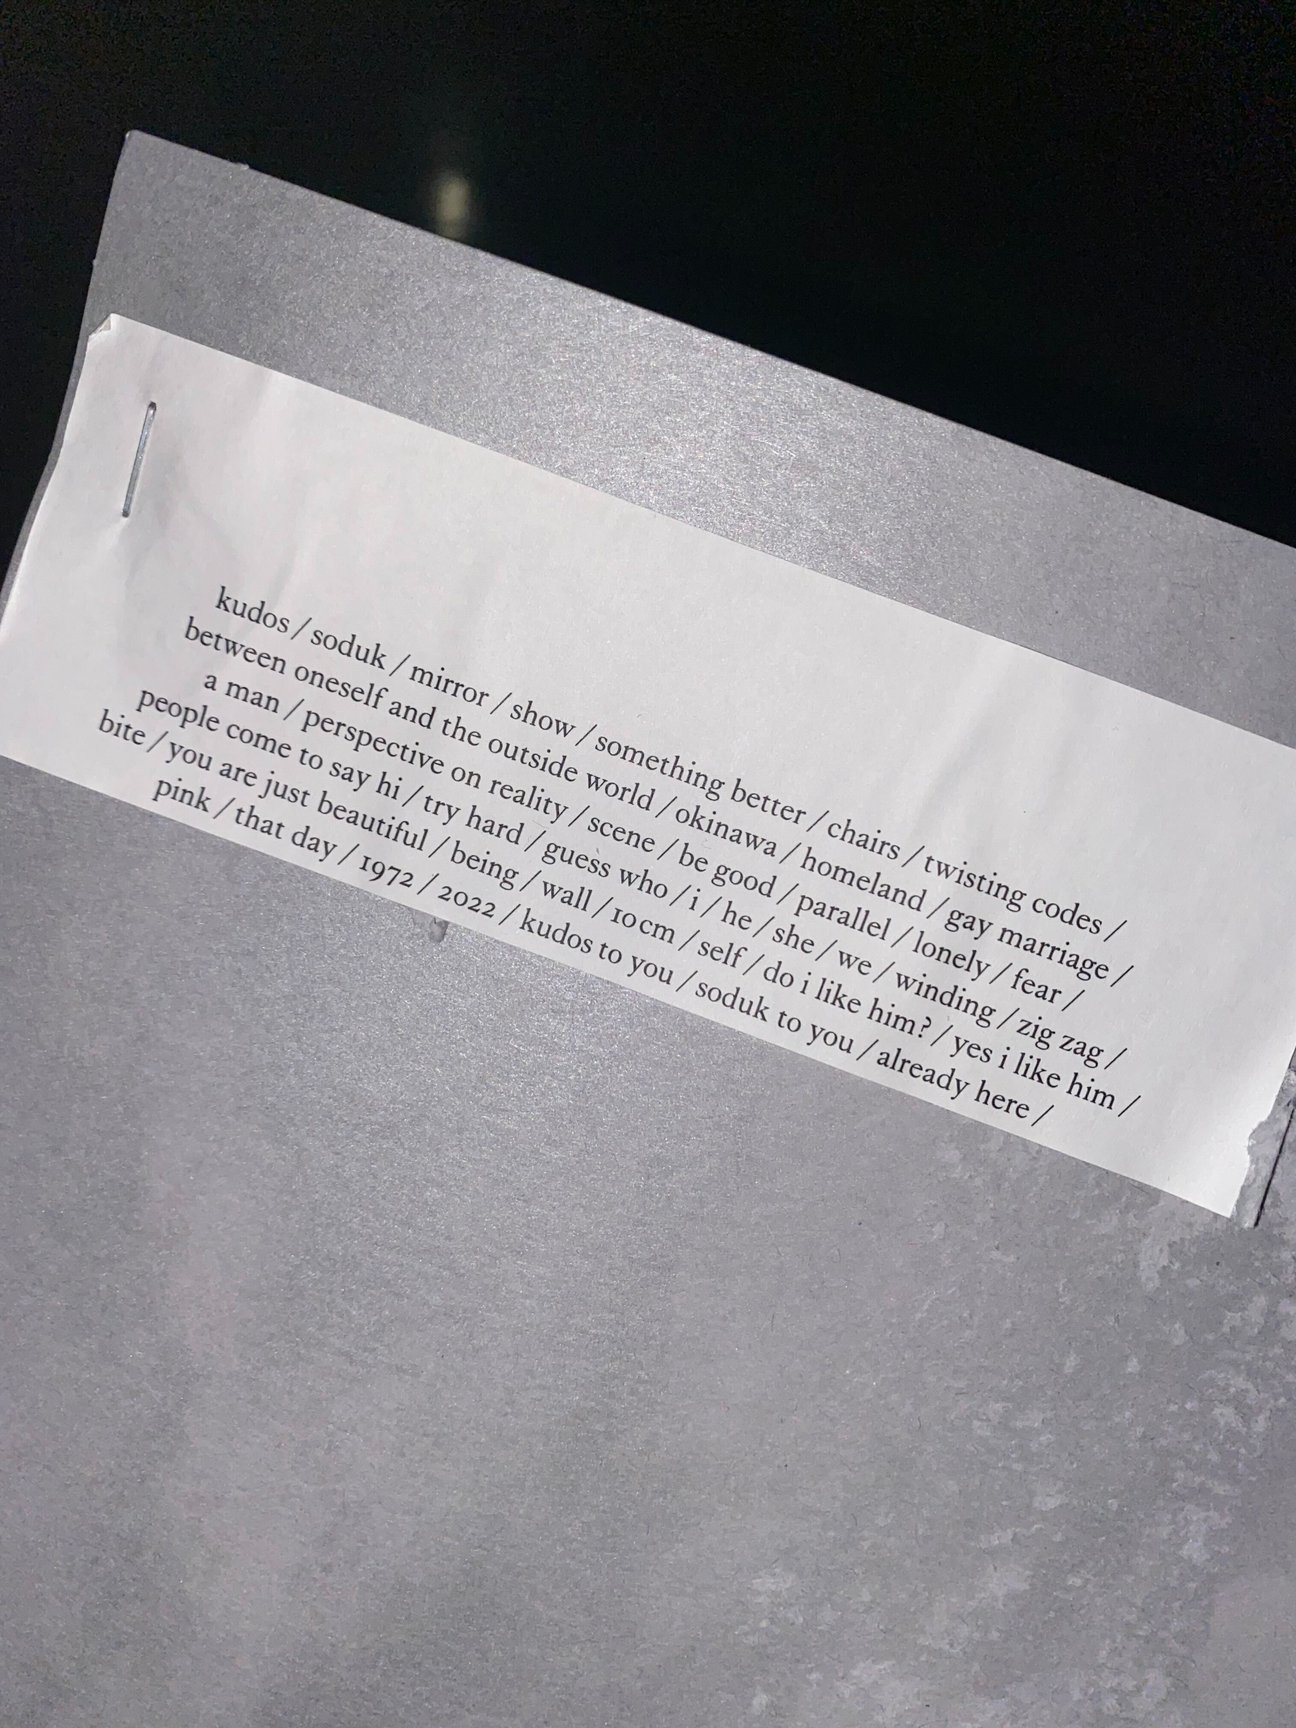 kudos / soduk / mirror / show / something better / chairs / twisting codes /
between oneself and the outside world / okinawa / homeland / gay marriage /
a man / perspective on reality / scene / be good / parallel / lonely / fear /
people come to say hi / try hard / guess who / i / he / she / we / winding / zig zag /
bite / you are just beautiful / being / wall / 10 cm / self / do i like him? / yes i like him /
pink / that day / 1972 / 2022 / kudos to you / soduk to you / already here /